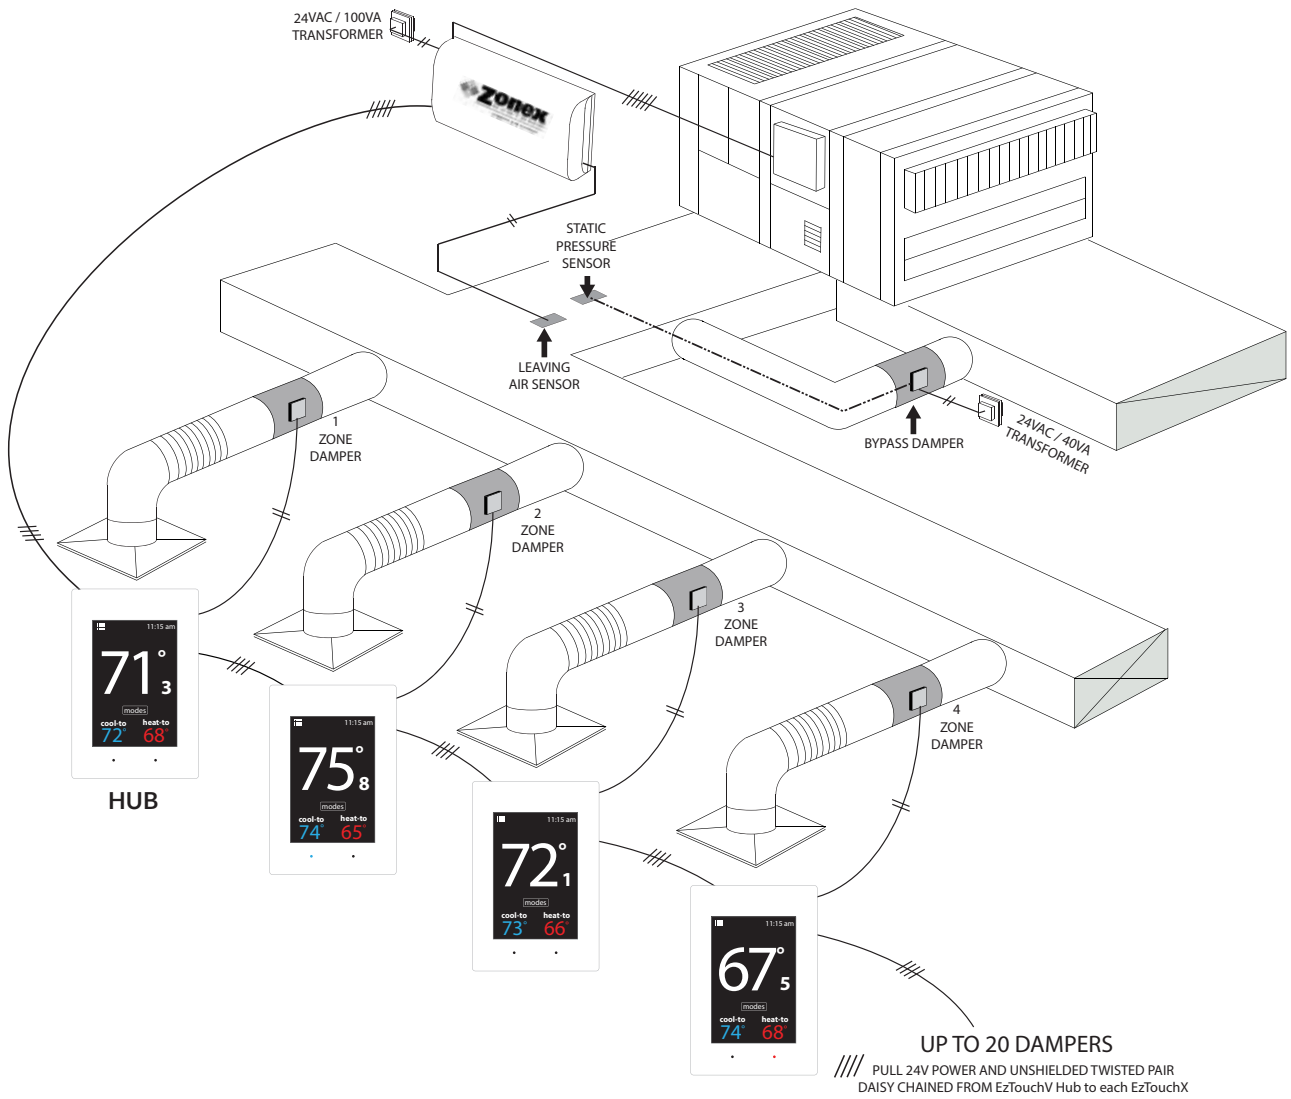 24VAC / 100VA
TRANSFORMER
Zonex
STATIC
PRESSURE
SENSOR
LEAVING
AIR SENSOR
BYPASS DAMPER
24VAC / 40VA
TRANSFORMER
1
ZONE
DAMPER
2
ZONE
DAMPER
3
ZONE
DAMPER
4
ZONE
DAMPER
11:15 am
71°3
modes
cool-to heat-to
72° 68°
HUB
11:15 am
75°8
modes
cool-to heat-to
74° 65°
11:15 am
72°1
modes
cool-to heat-to
73° 66°
11:15 am
67°5
modes
cool-to heat-to
74° 68°
UP TO 20 DAMPERS
PULL 24V POWER AND UNSHIELDED TWISTED PAIR
DAISY CHAINED FROM EzTouchV Hub to each EzTouchX